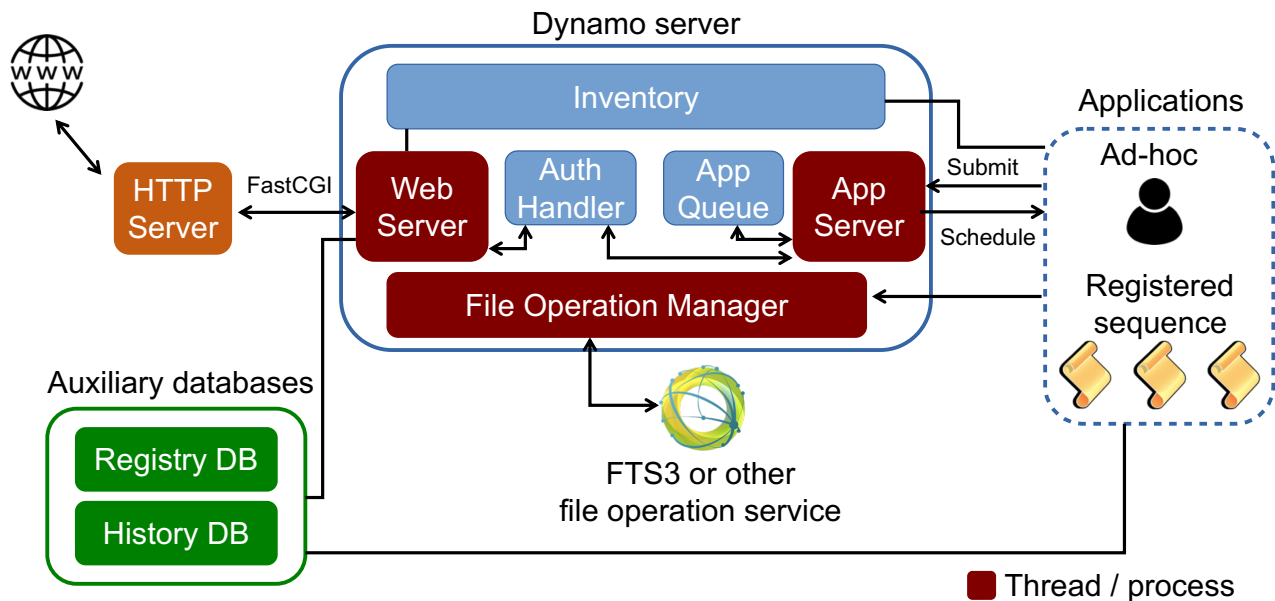 Dynamo server
WWW
Inventory
Applications
Ad-hoc
HTTP
Server
FastCGI
Web
Server
Auth
Handler
App
Queue
App
Server
Submit
Schedule
File Operation Manager
Registered
sequence
Auxiliary databases
Registry DB
History DB
FTS3 or other
file operation service
Thread / process